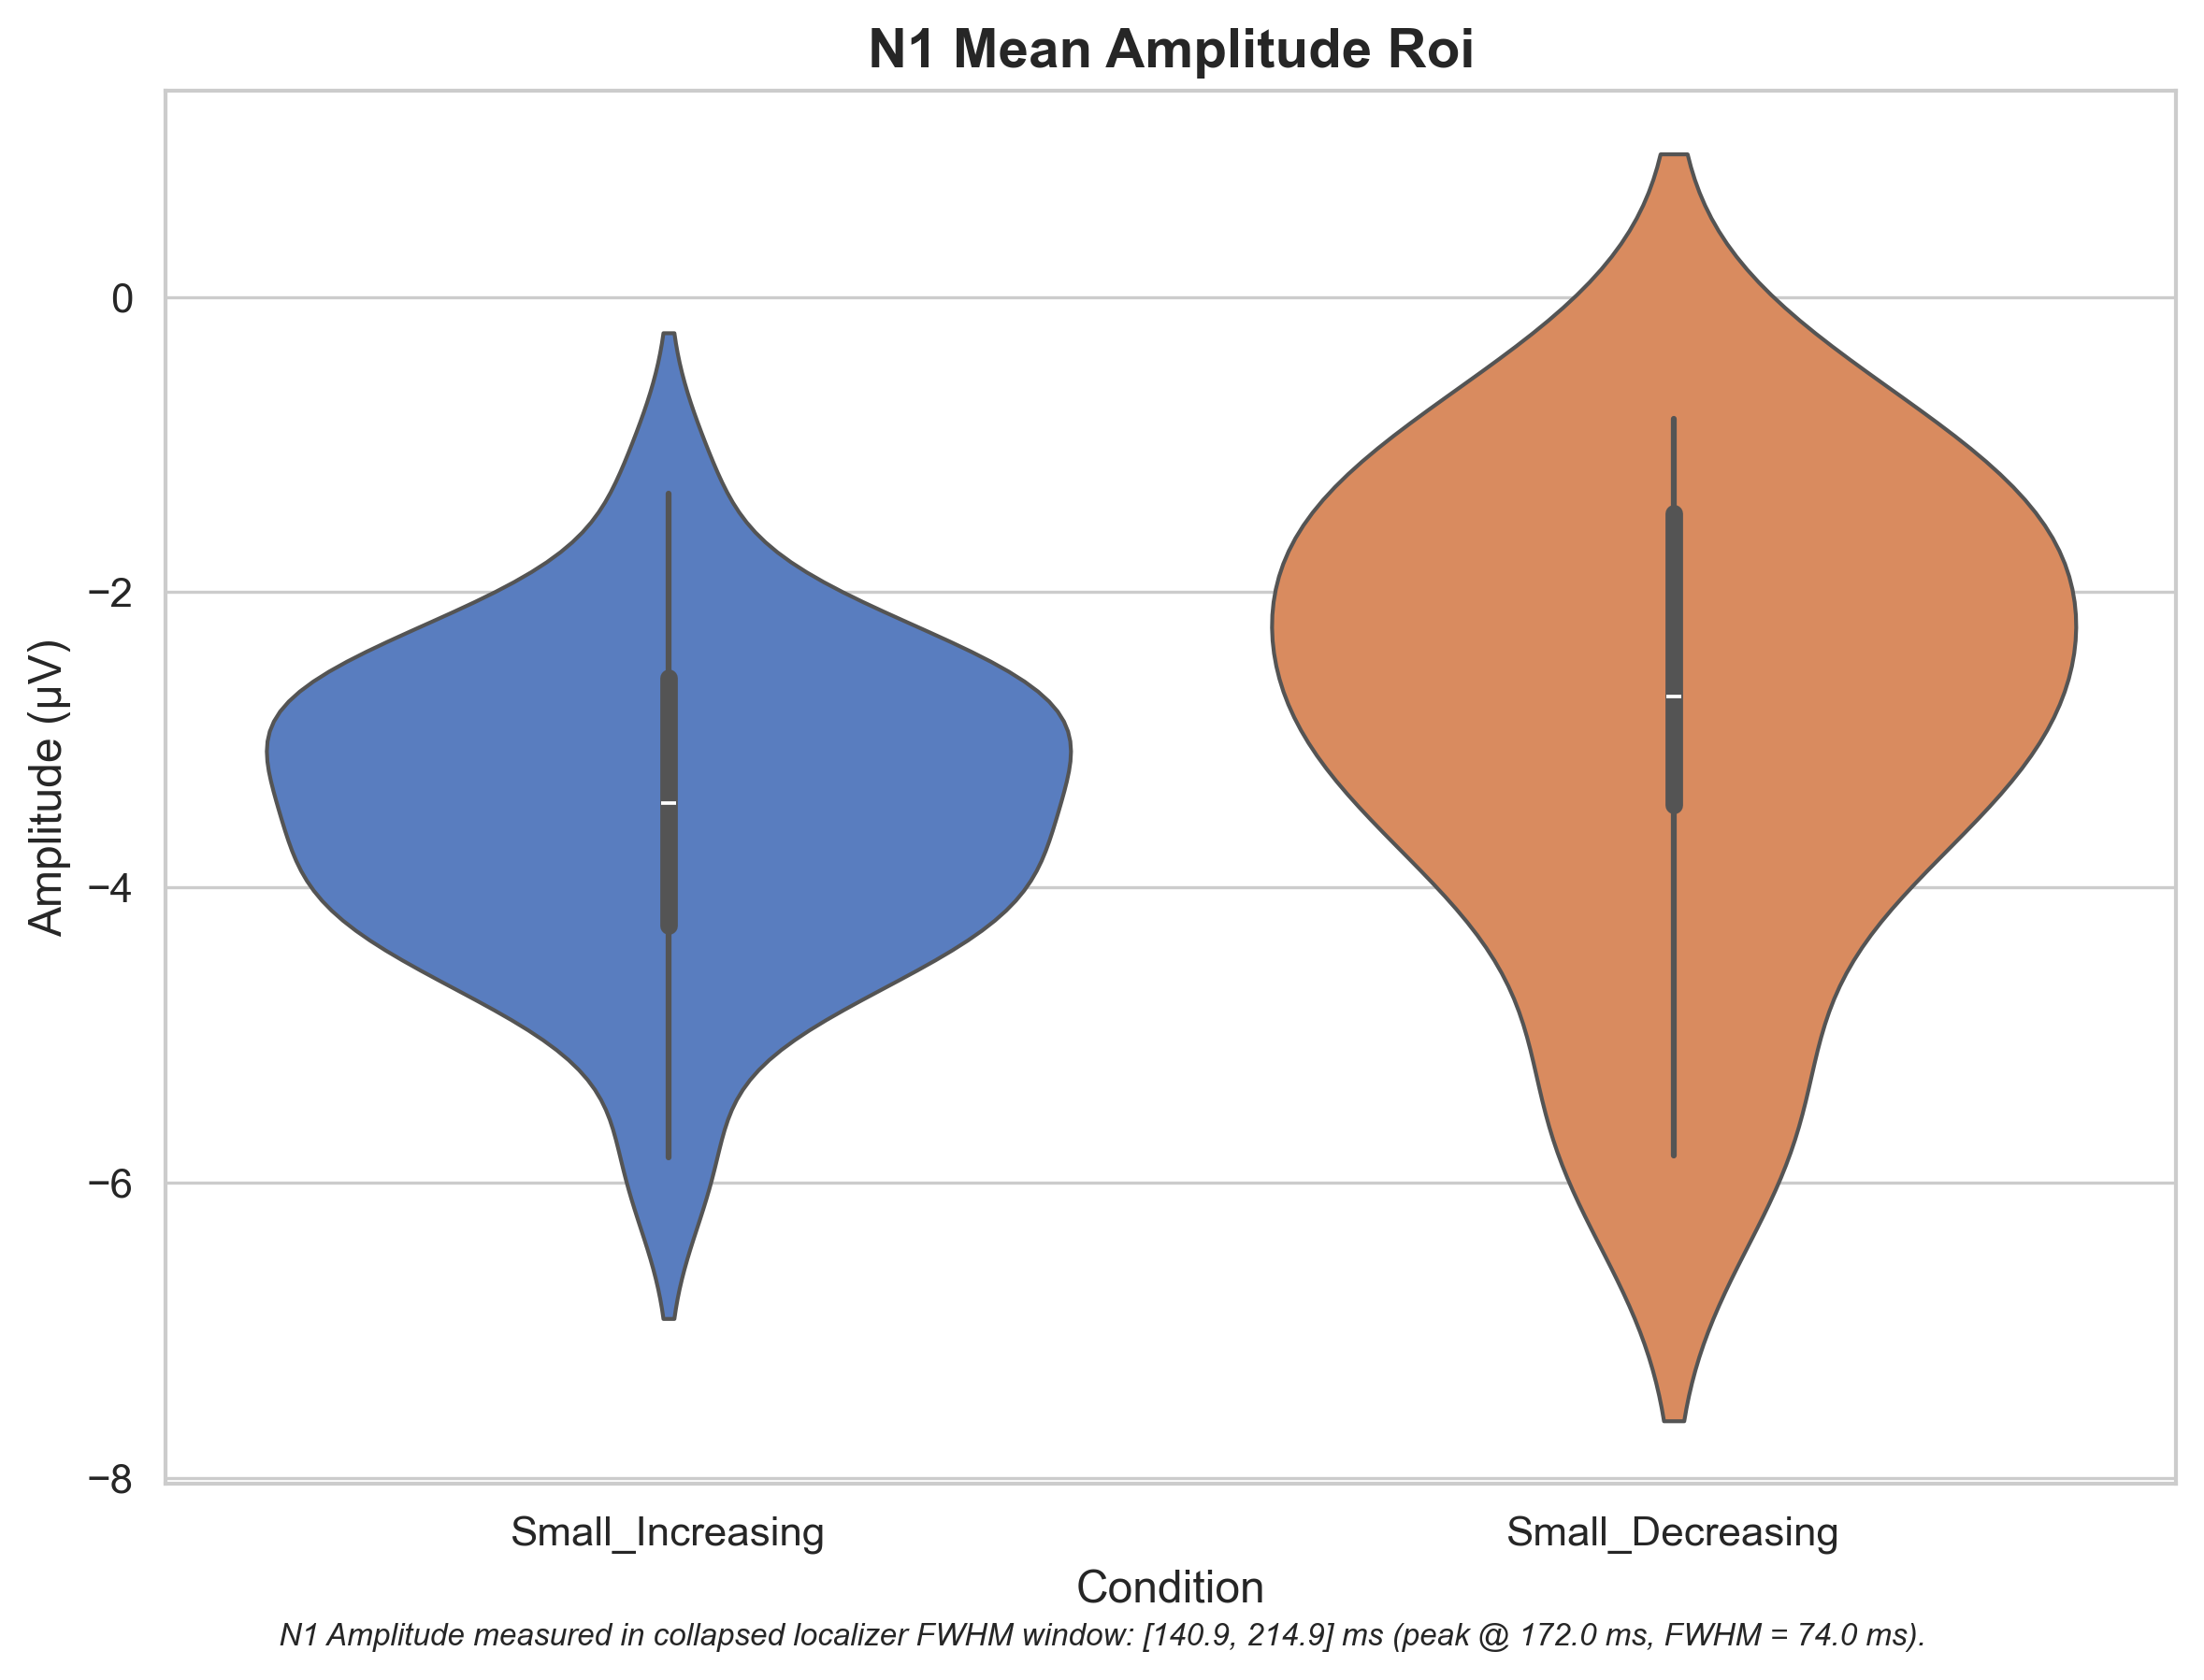 N1 Mean Amplitude Roi
Amplitude (µV)
0
−2
−4
−6
−8
Small_Increasing
Small_Decreasing
Condition
N1 Amplitude measured in collapsed localizer FWHM window: [140.9, 214.9] ms (peak @ 172.0 ms, FWHM = 74.0 ms).